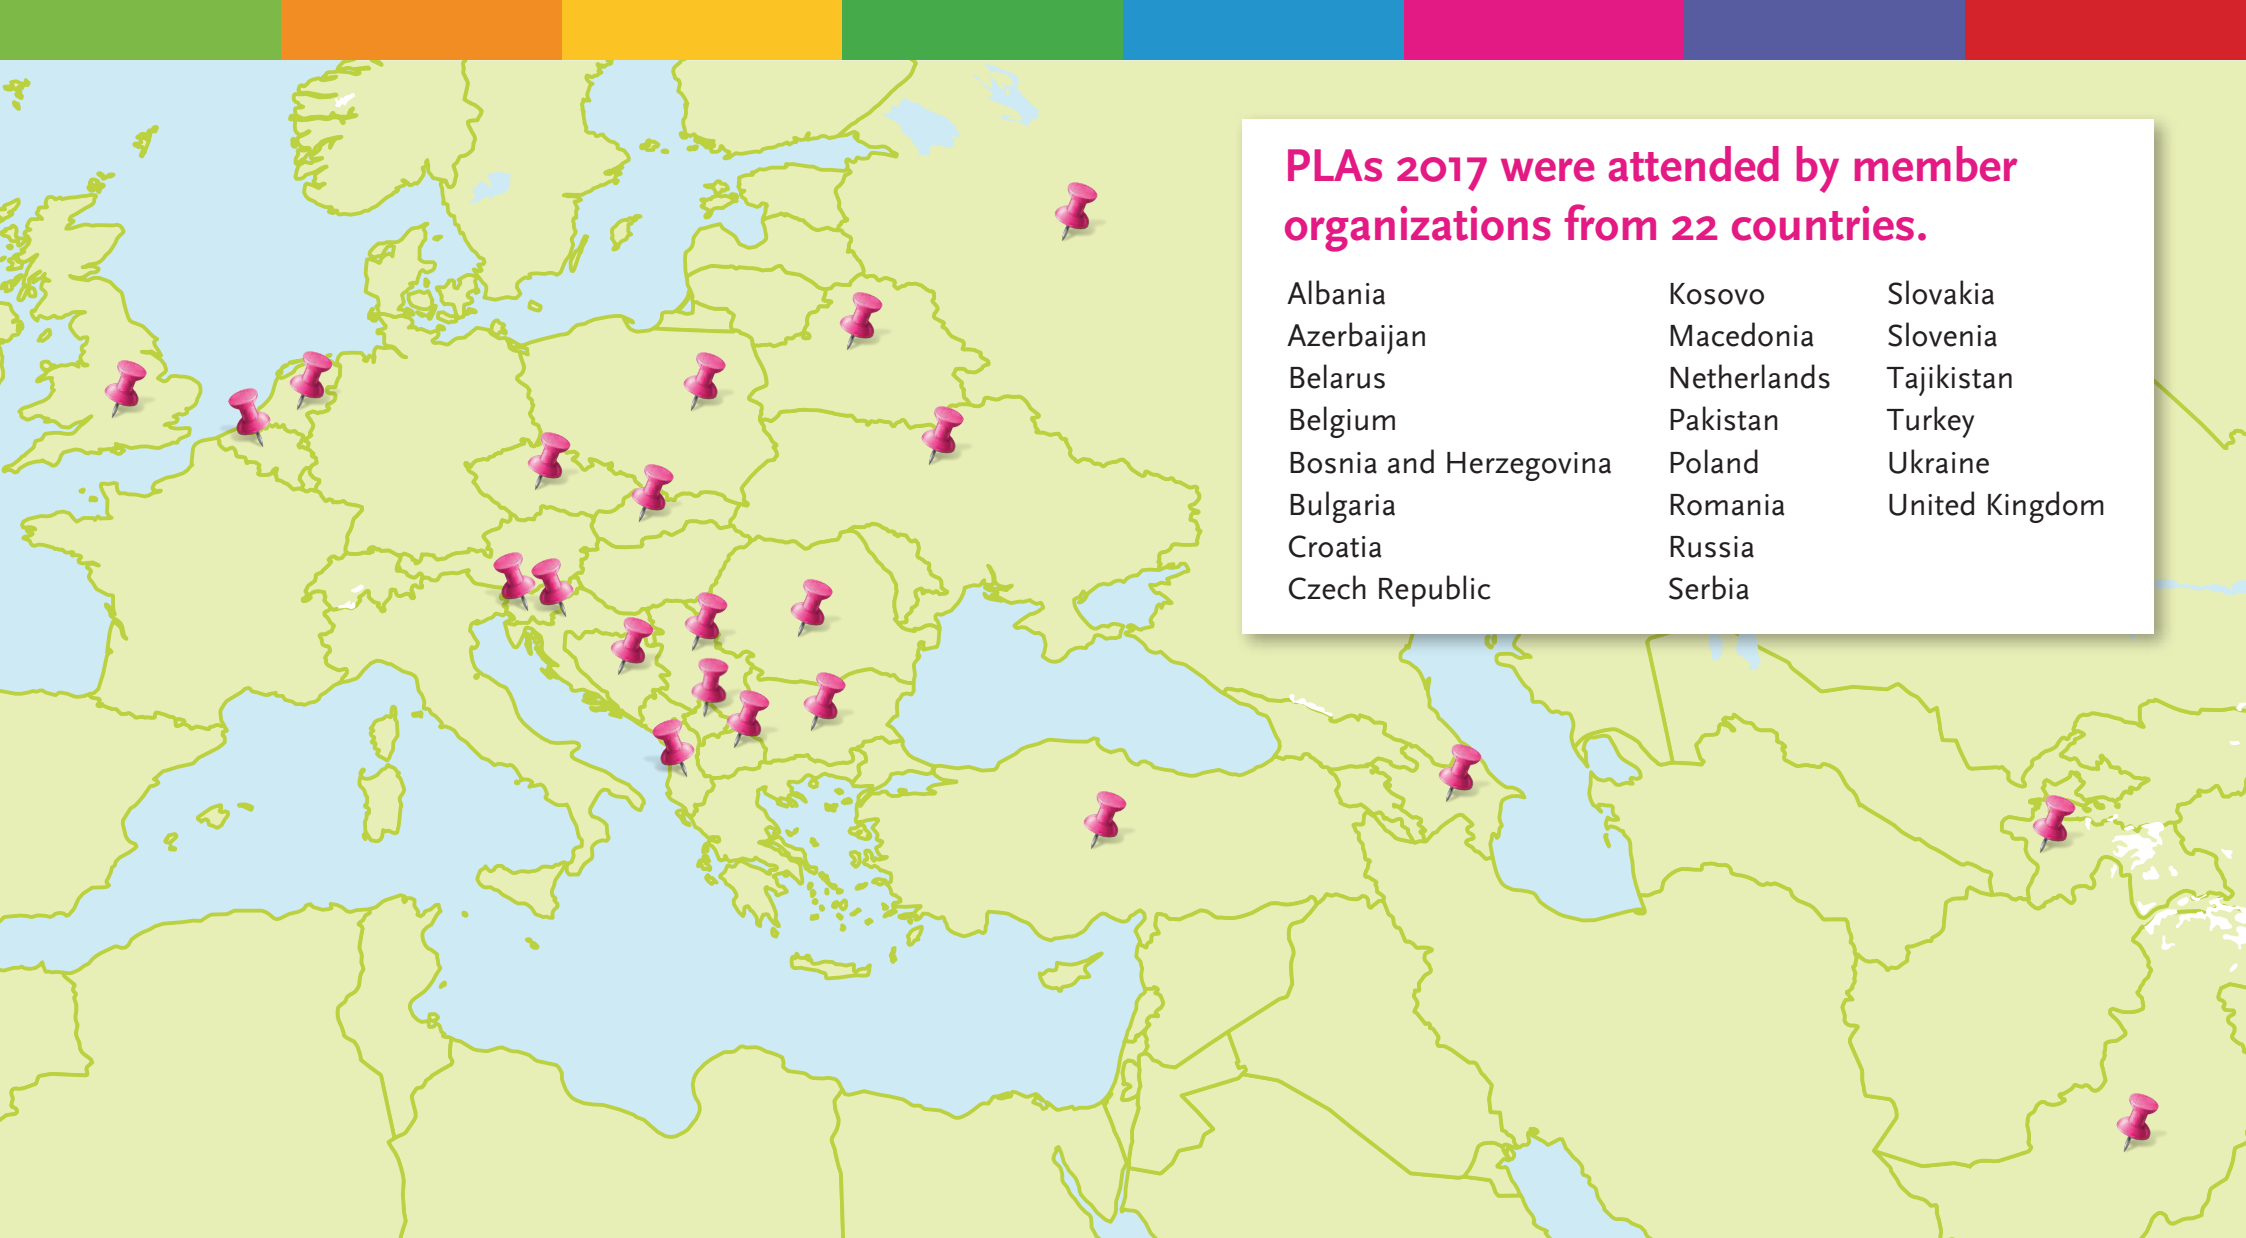 PLAs 2017 were attended by member
organizations from 22 countries.
Albania
Azerbaijan
Belarus
Belgium
Bosnia and Herzegovina
Bulgaria
Croatia
Czech Republic
Kosovo
Macedonia
Netherlands
Pakistan
Poland
Romania
Russia
Serbia
Slovakia
Slovenia
Tajikistan
Turkey
Ukraine
United Kingdom